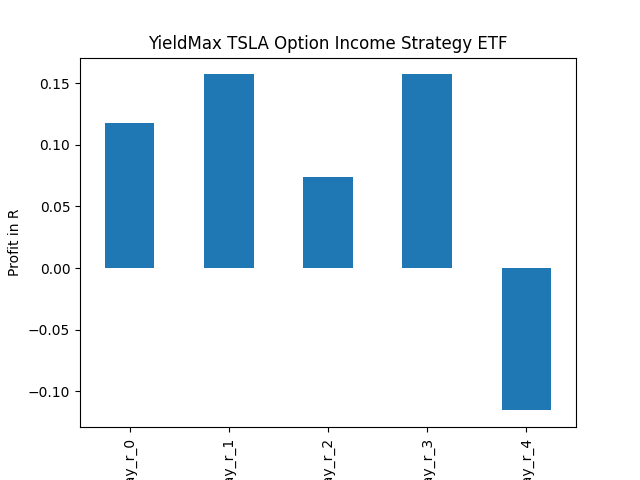 YieldMax TSLA Option Income Strategy ETF
Profit in R
0.15
0.10
0.05
0.00
−0.05
−0.10
ay_r_0
ay_r_1
ay_r_2
ay_r_3
ay_r_4